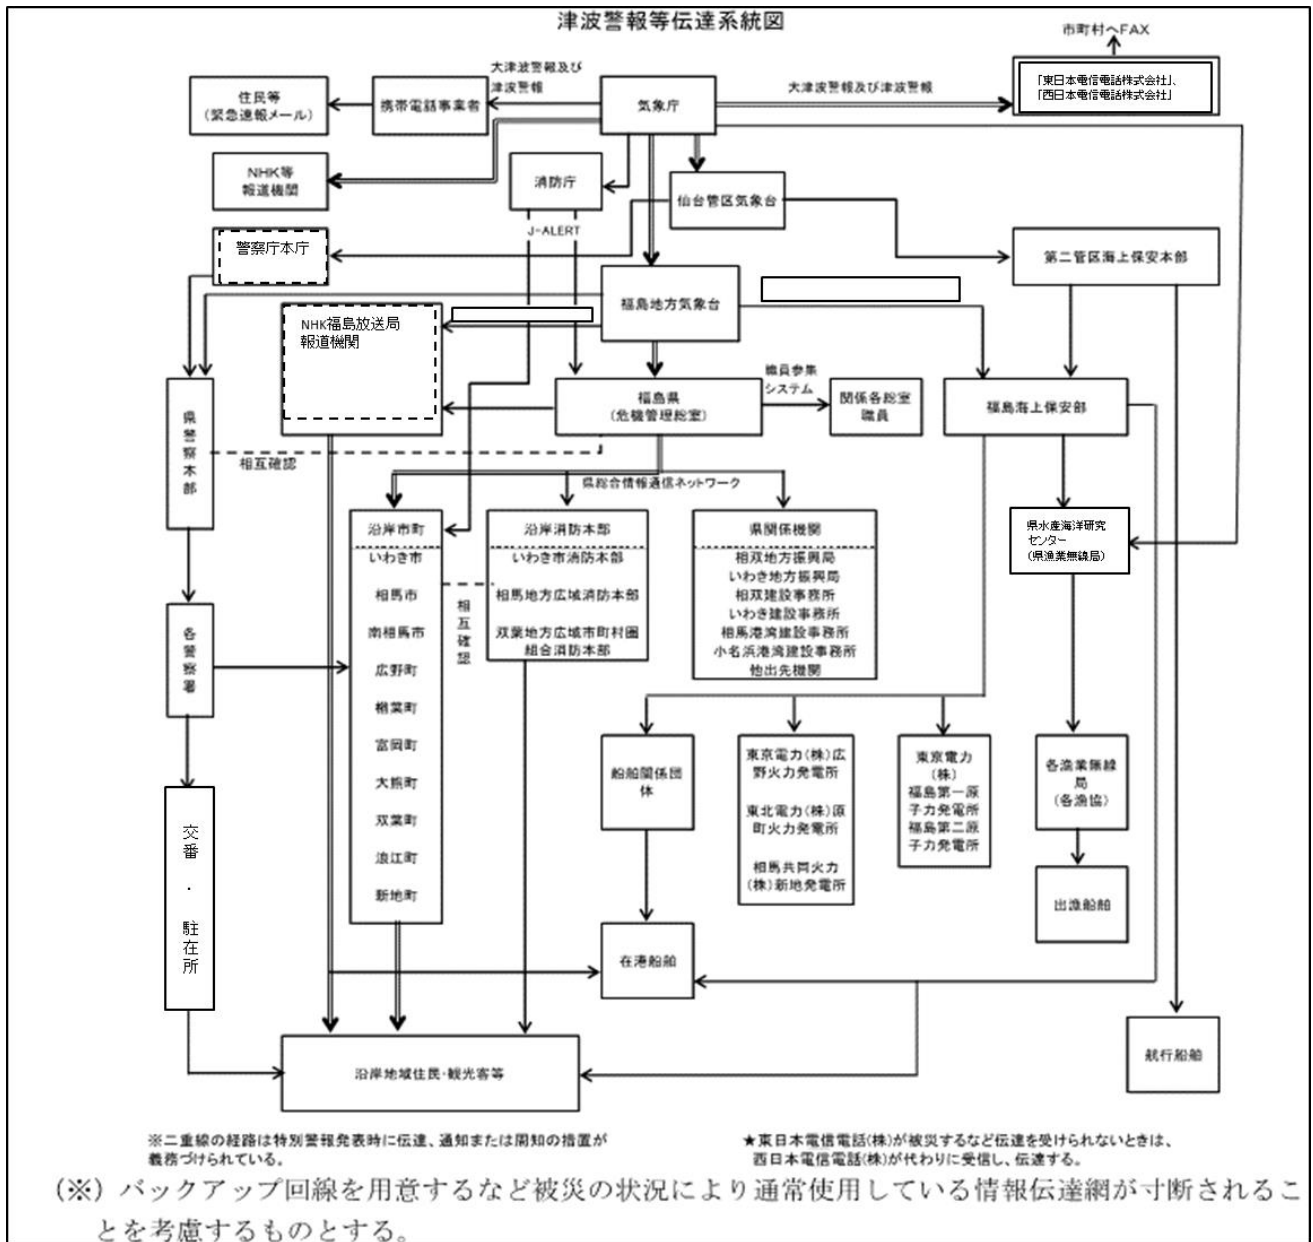 津波警報等伝達系統図
市町村へFAX
大津波警報及び
津波警報
大津波警報及び津波警報
「東日本電信電話株式会社」、
「西日本電信電話株式会社」
住民等
(緊急速報メール)
携帯電話事業者
気象庁
NHK等
報道機関
消防庁
仙台管区気象台
J-ALERT
警察庁本庁
第二管区海上保安本部
福島地方気象台
NHK福島放送局
報道機関
職員参集
システム
福島県
(危機管理総室)
関係各総室
職員
福島海上保安部
県警察本部
相互確認
県総合情報通信ネットワーク
沿岸市町
いわき市
相馬市
南相馬市
広野町
楢葉町
富岡町
大熊町
双葉町
浪江町
新地町
相互確認
沿岸消防本部
いわき市消防本部
相馬地方広域消防本部
双葉地方広域市町村圏
組合消防本部
県関係機関
相双地方振興局
いわき地方振興局
相双建設事務所
いわき建設事務所
相馬港湾建設事務所
小名浜港湾建設事務所
他出先機関
県水産海洋研究
センター
(県漁業無線局)
各警察署
船舶関係団
体
東京電力(株)広
野火力発電所
東北電力(株)原
町火力発電所
相馬共同火力
(株)新地発電所
東京電力
(株)
福島第一原
子力発電所
福島第二原
子力発電所
各漁業無線
局
(各漁協)
交番・駐在所
出漁船舶
在港船舶
航行船舶
沿岸地域住民・観光客等
※二重線の経路は特別警報発表時に伝達、通知または周知の措置が
義務づけられている。
★東日本電信電話(株)が被災するなど伝達を受けられないときは、
西日本電信電話(株)が代わりに受信し、伝達する。
(※) バックアップ回線を用意するなど被災の状況により通常使用している情報伝達網が寸断されるこ
とを考慮するものとする。